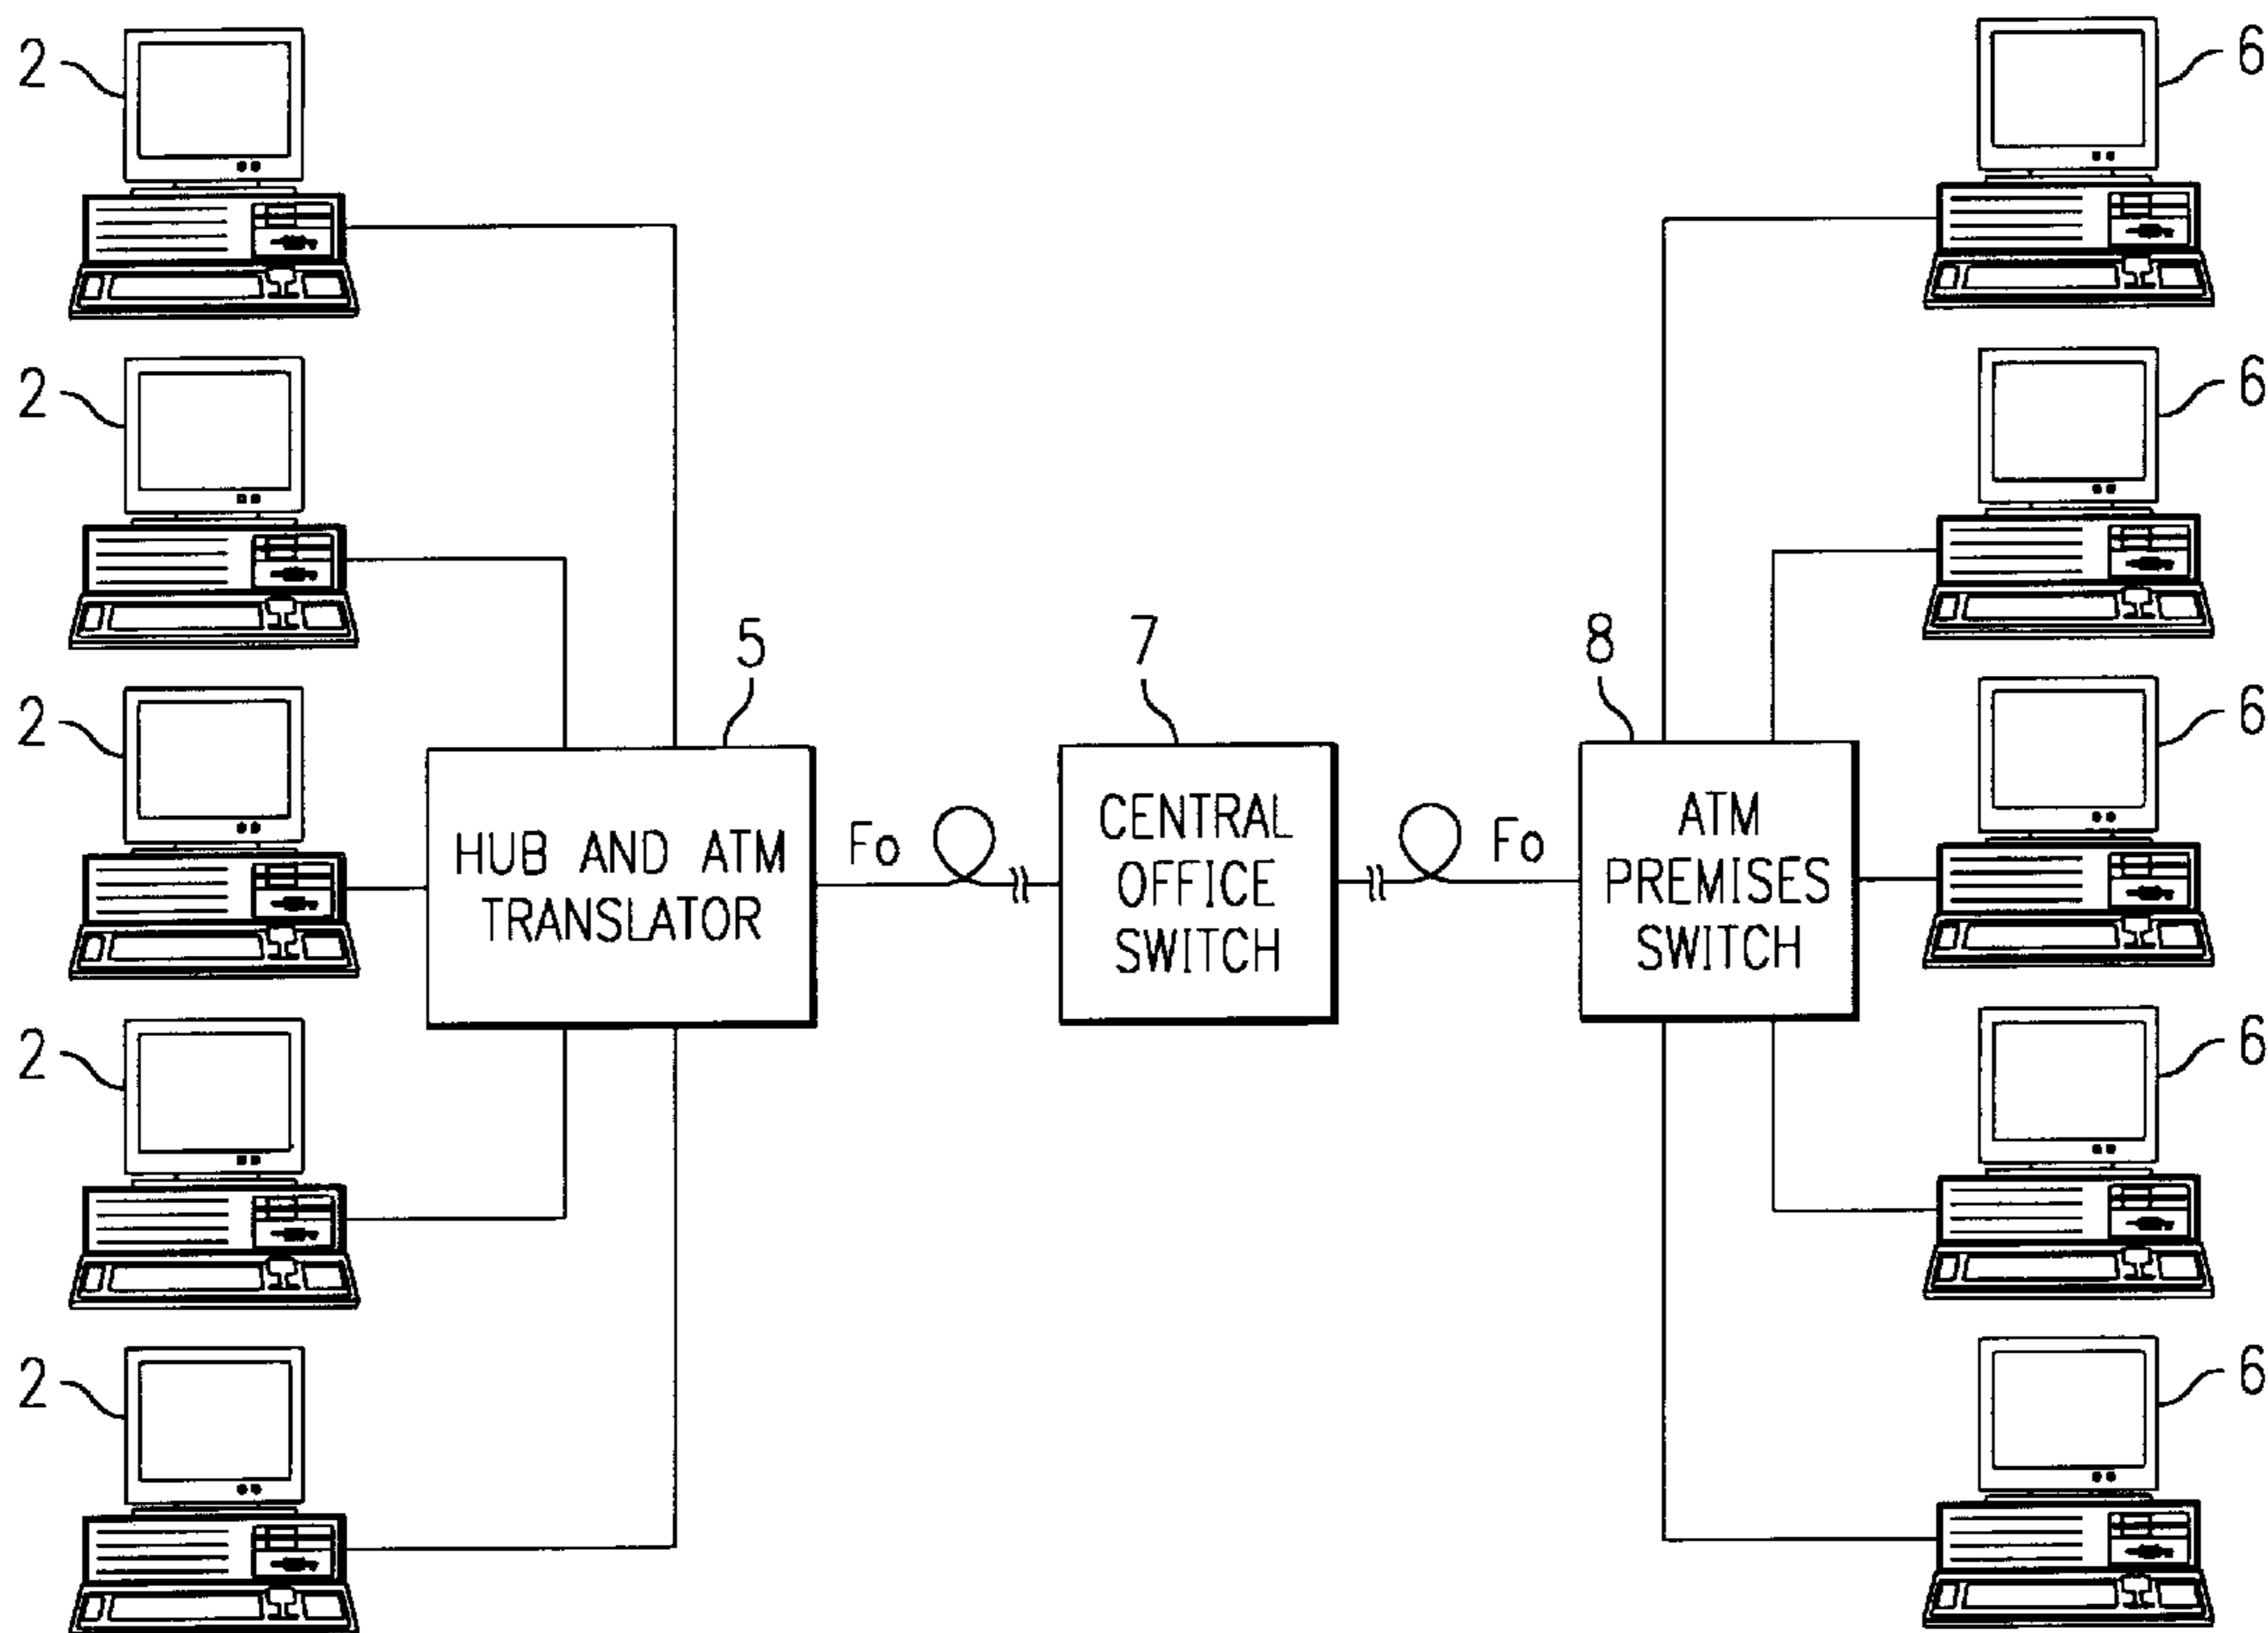 2
6
2
6
5
7
8
2
6
HUB AND ATM
TRANSLATOR
Fo
CENTRAL
OFFICE
SWITCH
Fo
ATM
PREMISES
SWITCH
2
6
2
6